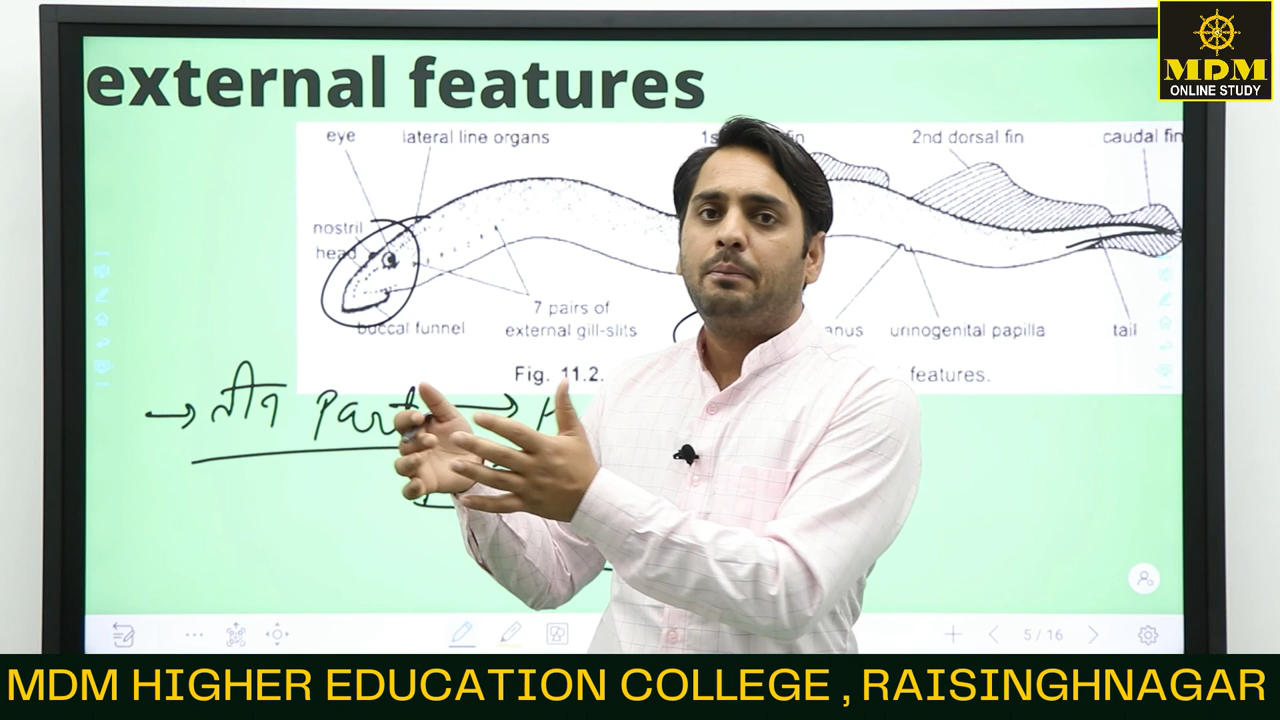 MDM
ONLINE STUDY
external features
eye
lateral line organs
2nd dorsal fin
caudal fin
nostril
head
buccal funnel
7 pairs of
external gill-slits
anus
urinogenital papilla
tail
Fig. 11.2.
features.
→ तीन Part →
5 / 16
MDM HIGHER EDUCATION COLLEGE , RAISINGHNAGAR